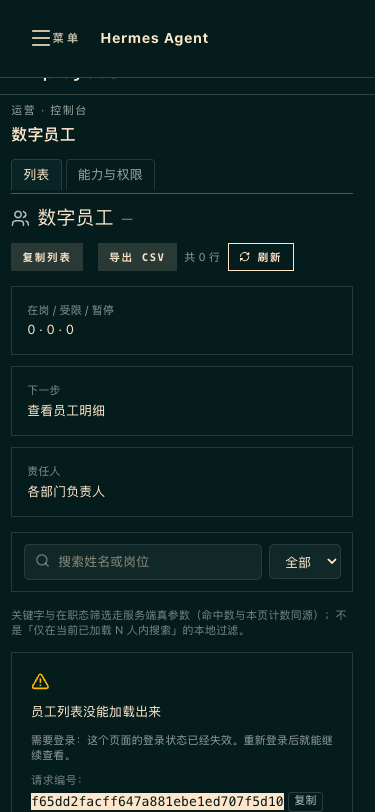 菜单 Hermes Agent
运营 · 控制台
数字员工
列表 能力与权限
数字员工 —
复制列表 导出 CSV 共 0 行 刷新
在岗 / 受限 / 暂停
0 · 0 · 0
下一步
查看员工明细
责任人
各部门负责人
搜索姓名或岗位 全部
关键字与在职态筛选走服务端真参数（命中数与本页计数同源）；不
是「仅在当前已加载 N 人内搜索」的本地过滤。
员工列表没能加载出来
需要登录：这个页面的登录状态已经失效。重新登录后就能继
续查看。
请求编号：
f65dd2facff647a881ebe1ed707f5d10 复制